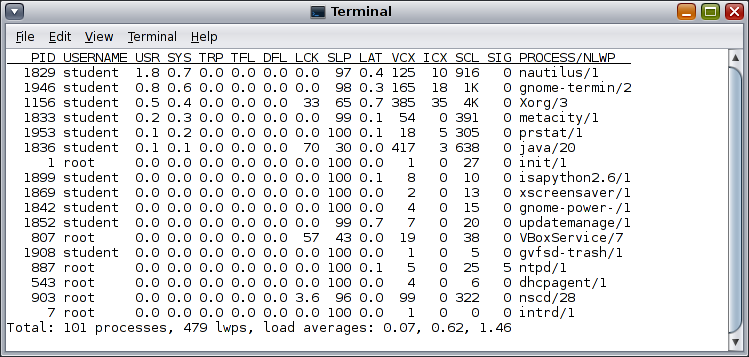 Terminal
File Edit View Terminal Help
PID USERNAME USR SYS TRP TFL DFL LCK SLP LAT VCX ICX SCL SIG PROCESS/NLWP
1829 student 1.8 0.7 0.0 0.0 0.0 0.0 97 0.4 125 10 916 0 nautilus/1
1946 student 0.8 0.6 0.0 0.0 0.0 0.0 98 0.3 165 18 1K 0 gnome-termin/2
1156 student 0.5 0.4 0.0 0.0 0.0 33 65 0.7 385 35 4K 0 Xorg/3
1833 student 0.2 0.3 0.0 0.0 0.0 0.0 99 0.1 54 0 391 0 metacity/1
1953 student 0.1 0.2 0.0 0.0 0.0 0.0 100 0.1 18 5 305 0 prstat/1
1836 student 0.1 0.1 0.0 0.0 0.0 70 30 0.0 417 3 638 0 java/20
1 root 0.0 0.0 0.0 0.0 0.0 0.0 100 0.0 1 0 27 0 init/1
1899 student 0.0 0.0 0.0 0.0 0.0 0.0 100 0.1 8 0 10 0 isapython2.6/1
1869 student 0.0 0.0 0.0 0.0 0.0 0.0 100 0.0 2 0 13 0 xscreensaver/1
1842 student 0.0 0.0 0.0 0.0 0.0 0.0 100 0.0 4 0 15 0 gnome-power-/1
1852 student 0.0 0.0 0.0 0.0 0.0 0.0 99 0.7 7 0 20 0 updatemanage/1
807 root 0.0 0.0 0.0 0.0 0.0 57 43 0.0 19 0 38 0 VBoxService/7
1908 student 0.0 0.0 0.0 0.0 0.0 0.0 100 0.0 1 0 5 0 gvfsd-trash/1
887 root 0.0 0.0 0.0 0.0 0.0 0.0 100 0.1 5 0 25 5 ntpd/1
543 root 0.0 0.0 0.0 0.0 0.0 0.0 100 0.0 4 0 6 0 dhcpagent/1
903 root 0.0 0.0 0.0 0.0 0.0 3.6 96 0.0 99 0 322 0 nscd/28
7 root 0.0 0.0 0.0 0.0 0.0 0.0 100 0.0 1 0 0 0 intrd/1
Total: 101 processes, 479 lwps, load averages: 0.07, 0.62, 1.46